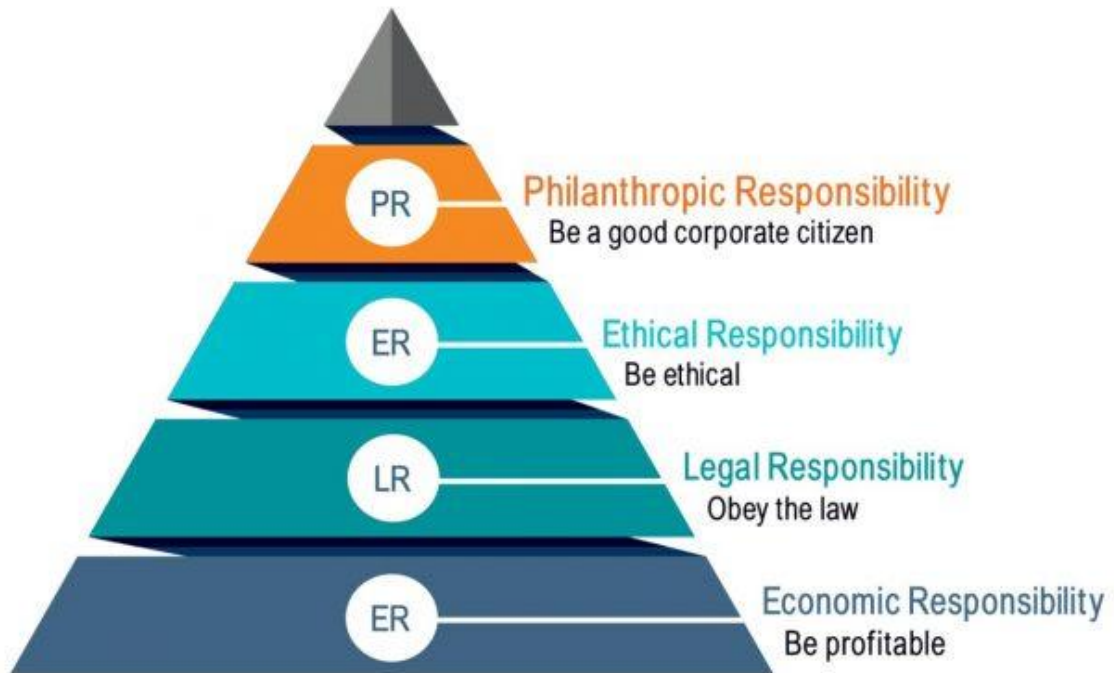 PR
Philanthropic Responsibility
Be a good corporate citizen
ER
Ethical Responsibility
Be ethical
LR
Legal Responsibility
Obey the law
ER
Economic Responsibility
Be profitable